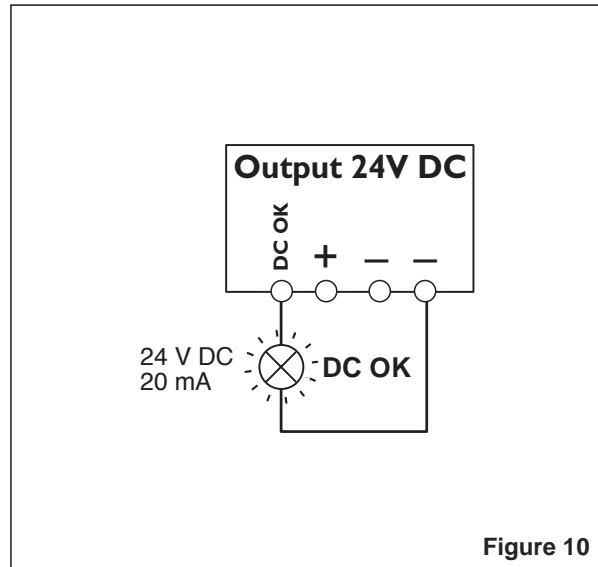 Output 24V DC
DC OK
+ – –
24 V DC
20 mA
DC OK
Figure 10